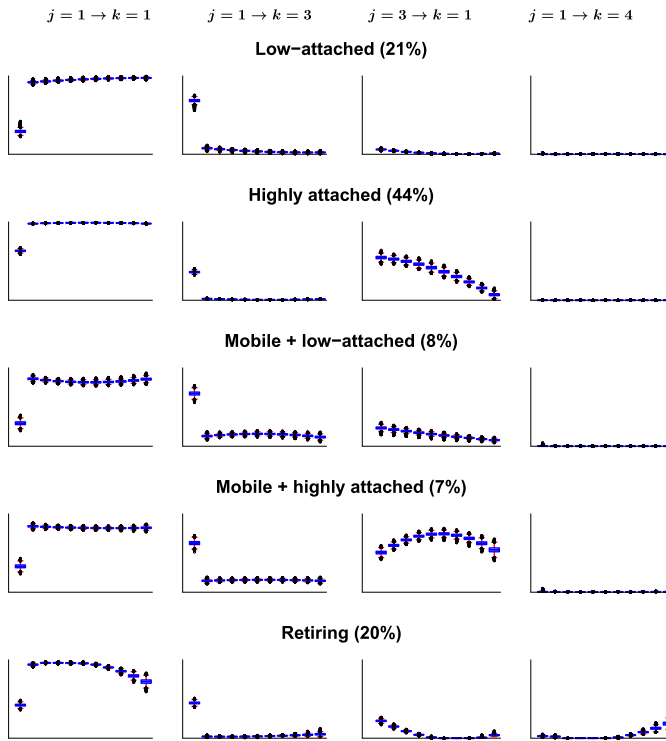 j = 1 → k = 1 j = 1 → k = 3 j = 3 → k = 1 j = 1 → k = 4
Low−attached (21%)
Highly attached (44%)
Mobile + low−attached (8%)
Mobile + highly attached (7%)
Retiring (20%)